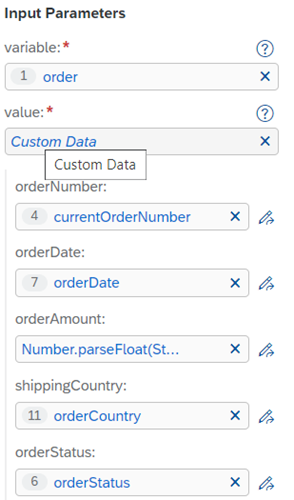 Input Parameters
variable:*
1 order
value:*
Custom Data
Custom Data
orderNumber:
4 currentOrderNumber
orderDate:
7 orderDate
orderAmount:
Number.parseFloat(St...
shippingCountry:
11 orderCountry
orderStatus:
6 orderStatus